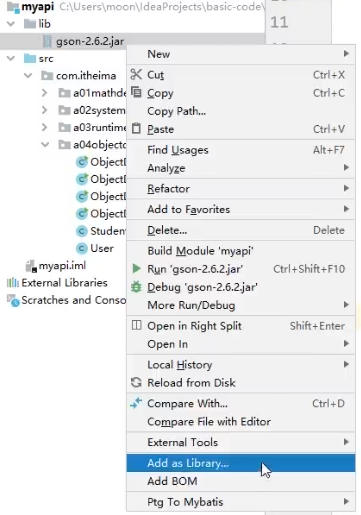 myapi C:\Users\moon\IdeaProjects\basic-code\
lib
gson-2.6.2.jar
src
com.itheima
a01mathde
a02system
a03runtime
a04objecto
ObjectD
ObjectD
ObjectD
ObjectD
Studen
User
myapi.iml
External Libraries
Scratches and Conso
11
New
Cut Ctrl+X
Copy Ctrl+C
Copy Path...
Paste Ctrl+V
Find Usages Alt+F7
Analyze
Refactor
Add to Favorites
Delete... Delete
Build Module 'myapi'
Run 'gson-2.6.2.jar' Ctrl+Shift+F10
Debug 'gson-2.6.2.jar'
More Run/Debug
Open in Right Split Shift+Enter
Open In
Local History
Reload from Disk
Compare With... Ctrl+D
Compare File with Editor
External Tools
Add as Library...
Add BOM
Ptg To Mybatis